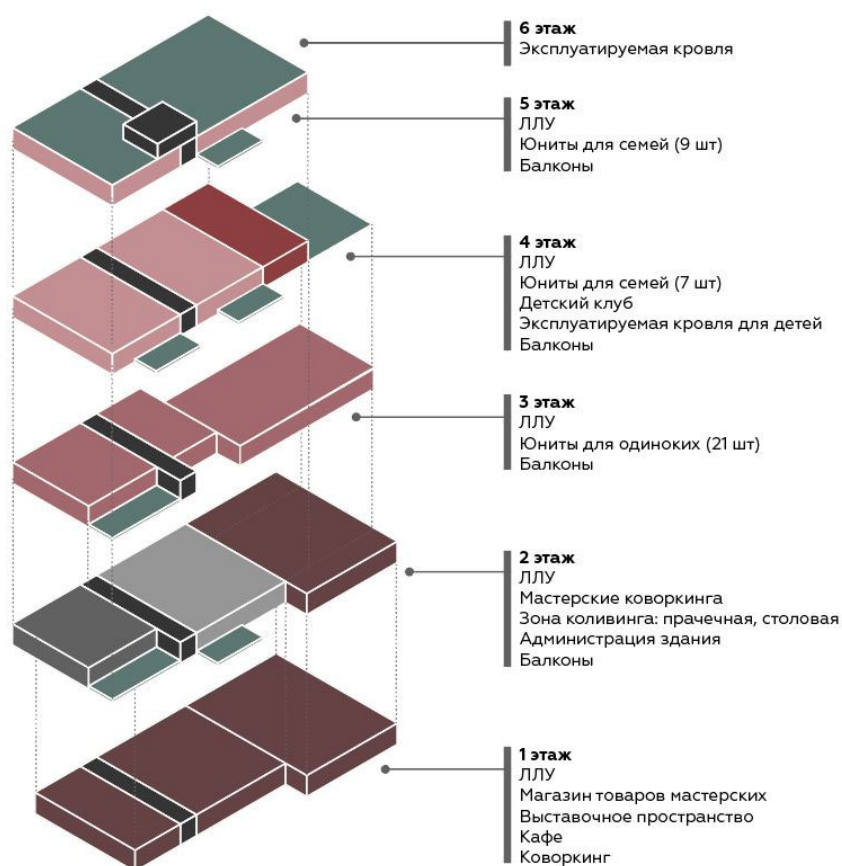 6 этаж
Эксплуатируемая кровля
5 этаж
ЛЛУ
Юниты для семей (9 шт)
Балконы
4 этаж
ЛЛУ
Юниты для семей (7 шт)
Детский клуб
Эксплуатируемая кровля для детей
Балконы
3 этаж
ЛЛУ
Юниты для одиноких (21 шт)
Балконы
2 этаж
ЛЛУ
Мастерские коворкинга
Зона коливинга: прачечная, столовая
Администрация здания
Балконы
1 этаж
ЛЛУ
Магазин товаров мастерских
Выставочное пространство
Кафе
Коворкинг